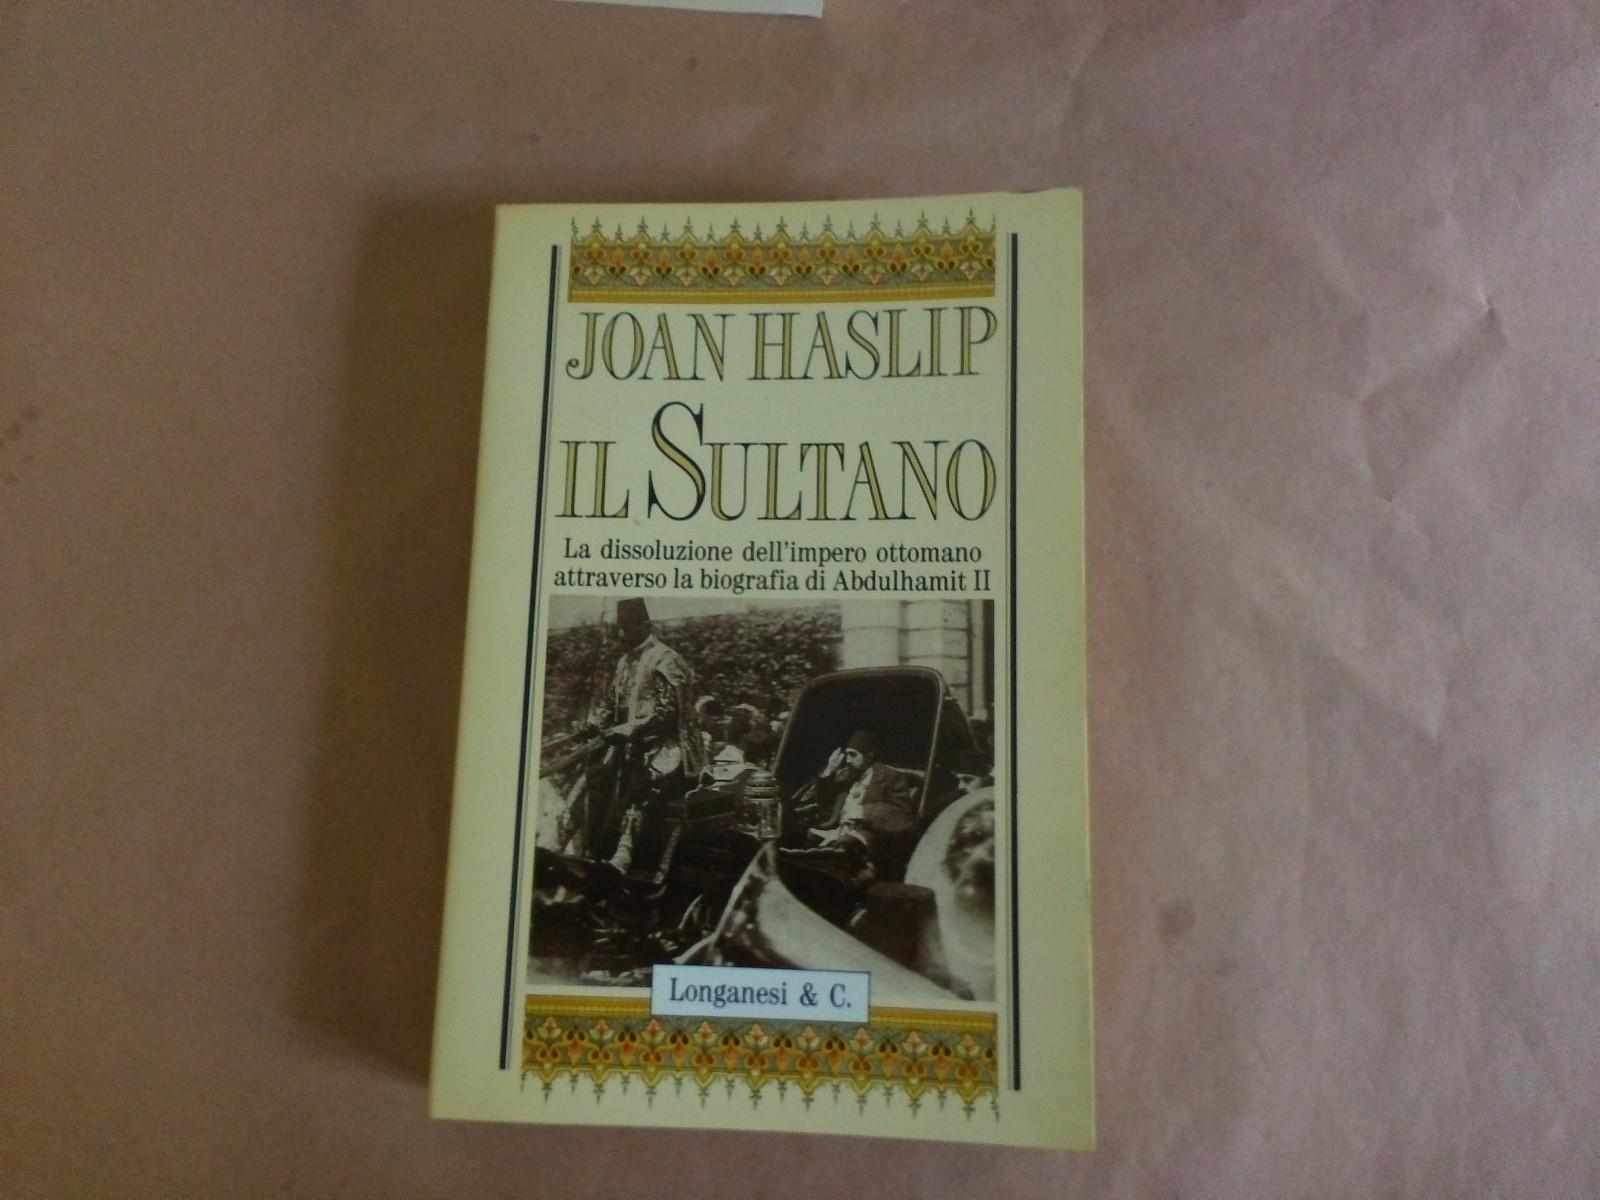 JOAN HASLIP
IL SULTANO
La dissoluzione dell'impero ottomano
attraverso la biografia di Abdulhamit II
Longanesi & C.